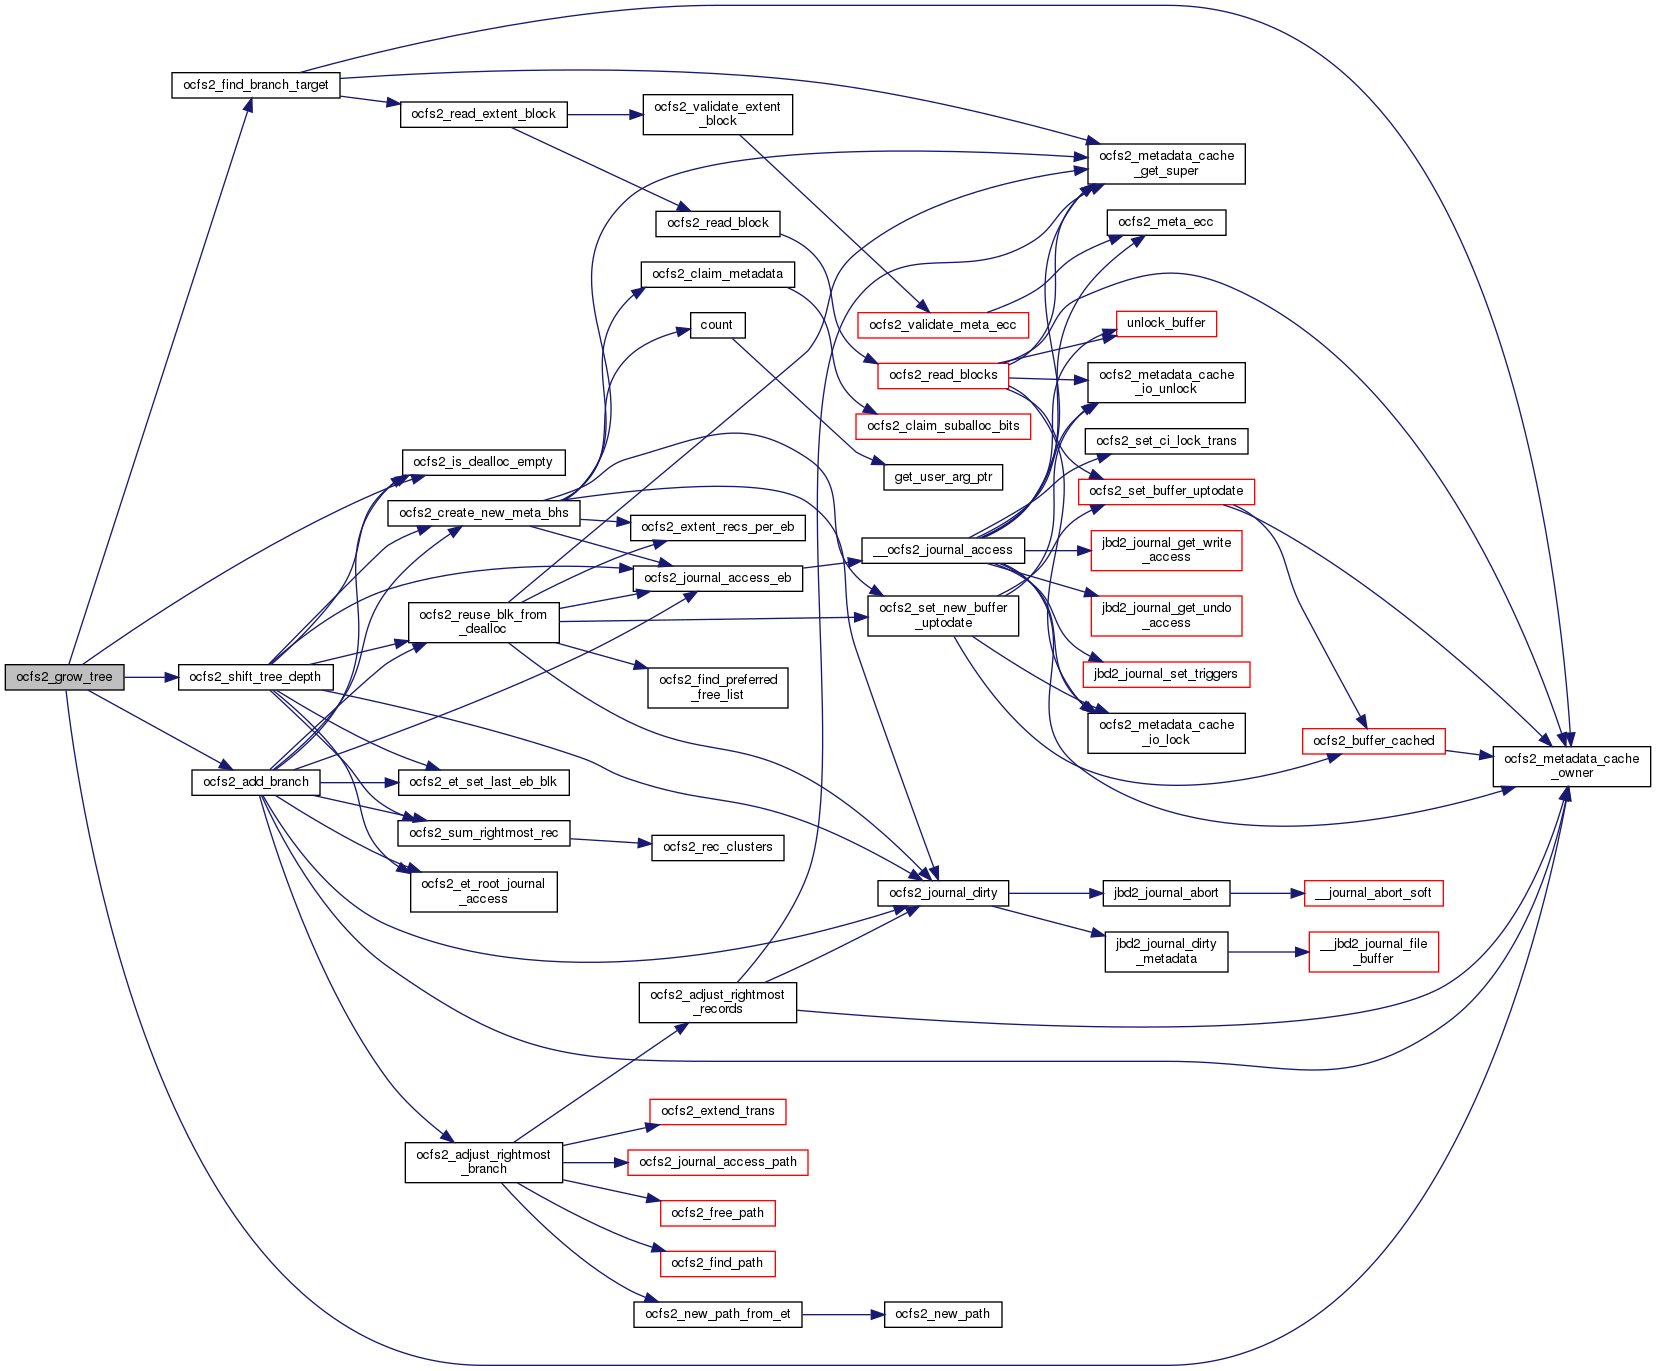 ocfs2_grow_tree
ocfs2_find_branch_target
ocfs2_shift_tree_depth
ocfs2_add_branch
ocfs2_read_extent_block
ocfs2_is_dealloc_empty
ocfs2_create_new_meta_bhs
ocfs2_reuse_blk_from
_dealloc
ocfs2_et_set_last_eb_blk
ocfs2_sum_rightmost_rec
ocfs2_et_root_journal
_access
ocfs2_adjust_rightmost
_branch
ocfs2_validate_extent
_block
ocfs2_read_block
ocfs2_claim_metadata
count
ocfs2_extent_recs_per_eb
ocfs2_journal_access_eb
ocfs2_find_preferred
_free_list
ocfs2_rec_clusters
ocfs2_adjust_rightmost
_records
ocfs2_extend_trans
ocfs2_journal_access_path
ocfs2_free_path
ocfs2_find_path
ocfs2_new_path_from_et
ocfs2_validate_meta_ecc
ocfs2_read_blocks
ocfs2_claim_suballoc_bits
get_user_arg_ptr
__ocfs2_journal_access
ocfs2_set_new_buffer
_uptodate
ocfs2_journal_dirty
ocfs2_new_path
ocfs2_metadata_cache
_get_super
ocfs2_meta_ecc
unlock_buffer
ocfs2_metadata_cache
_io_unlock
ocfs2_set_ci_lock_trans
ocfs2_set_buffer_uptodate
jbd2_journal_get_write
_access
jbd2_journal_get_undo
_access
jbd2_journal_set_triggers
ocfs2_metadata_cache
_io_lock
jbd2_journal_abort
jbd2_journal_dirty
_metadata
ocfs2_buffer_cached
__journal_abort_soft
__jbd2_journal_file
_buffer
ocfs2_metadata_cache
_owner